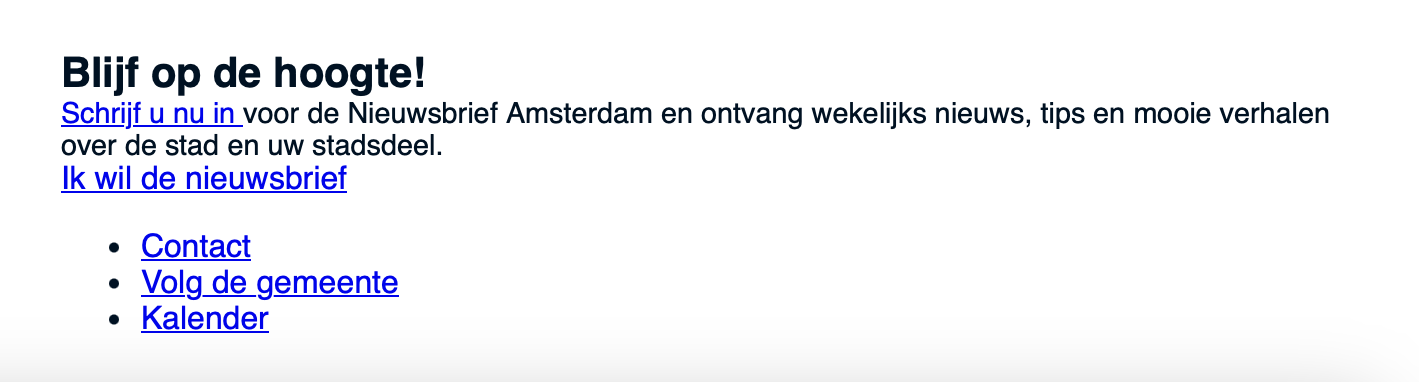 Blijf op de hoogte!
Schrijf u nu in voor de Nieuwsbrief Amsterdam en ontvang wekelijks nieuws, tips en mooie verhalen
over de stad en uw stadsdeel.
Ik wil de nieuwsbrief
• Contact
• Volg de gemeente
• Kalender